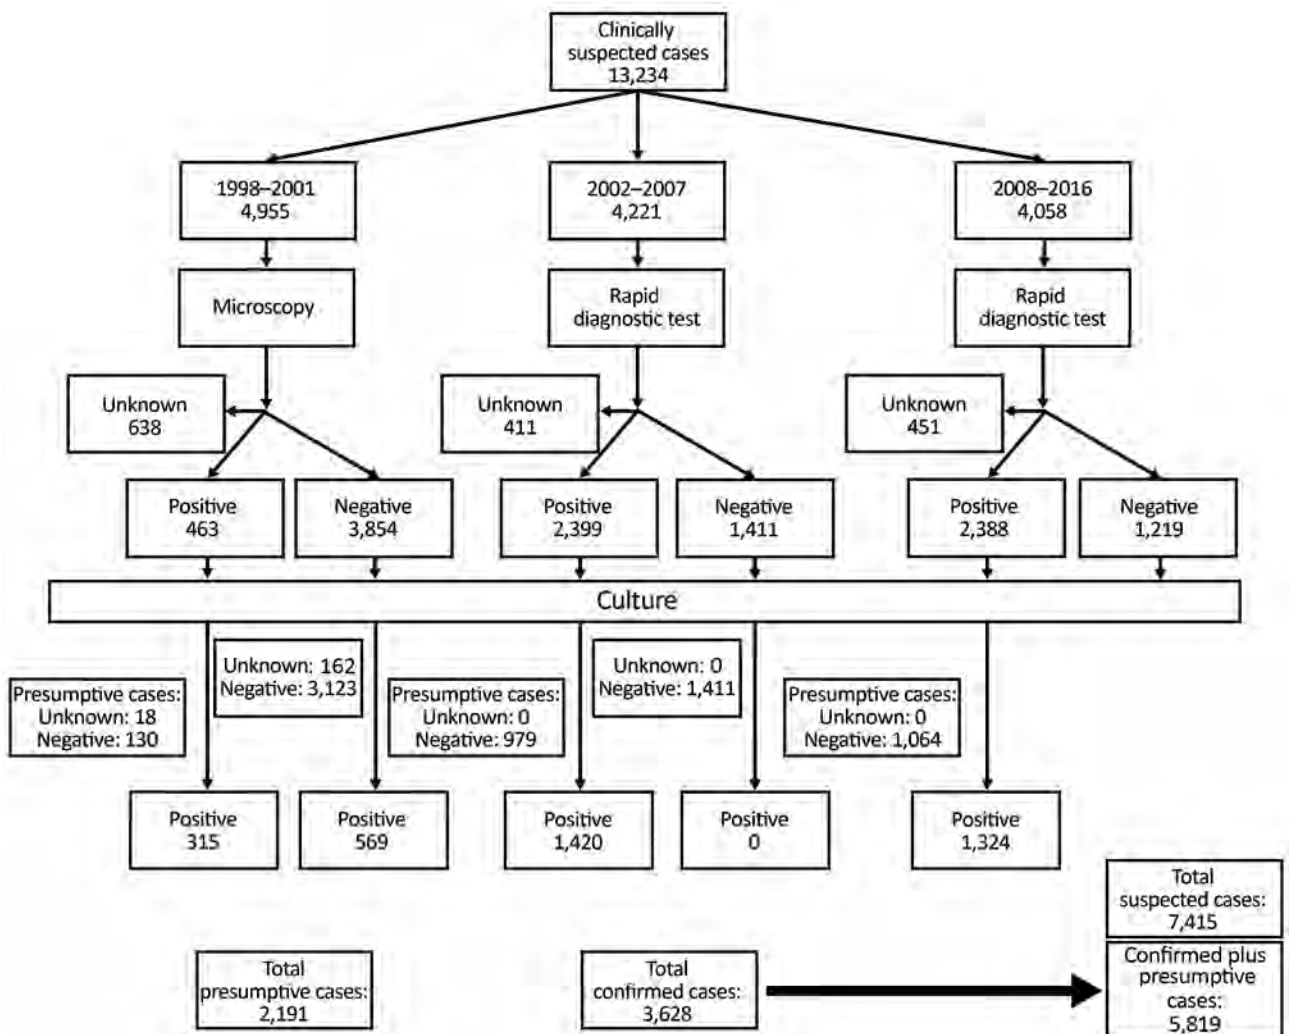 Clinically
suspected cases
13,234
1998–2001
4,955
2002–2007
4,221
2008–2016
4,058
Microscopy
Rapid
diagnostic test
Rapid
diagnostic test
Unknown
638
Unknown
411
Unknown
451
Positive
463
Negative
3,854
Positive
2,399
Negative
1,411
Positive
2,388
Negative
1,219
Culture
Presumptive cases:
Unknown: 18
Negative: 130
Unknown: 162
Negative: 3,123
Presumptive cases:
Unknown: 0
Negative: 979
Unknown: 0
Negative: 1,411
Presumptive cases:
Unknown: 0
Negative: 1,064
Positive
315
Positive
569
Positive
1,420
Positive
0
Positive
1,324
Total
suspected cases:
7,415
Total
presumptive cases:
2,191
Total
confirmed cases:
3,628
Confirmed plus
presumptive
cases:
5,819